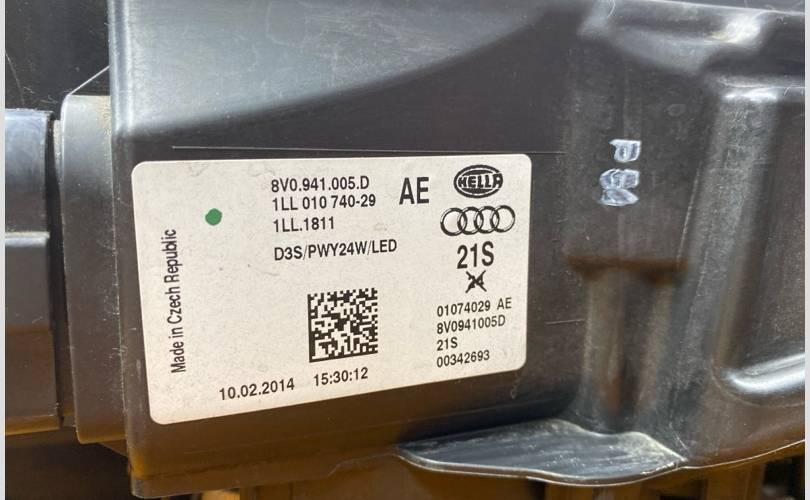 8V0.941.005.D
1LL 010 740-29
1LL.1811
D3S/PWY24W/LED
AE
HELLA
21S
24
01074029 AE
8V0941005D
21S
00342693
Made in Czech Republic
10.02.2014 15:30:12